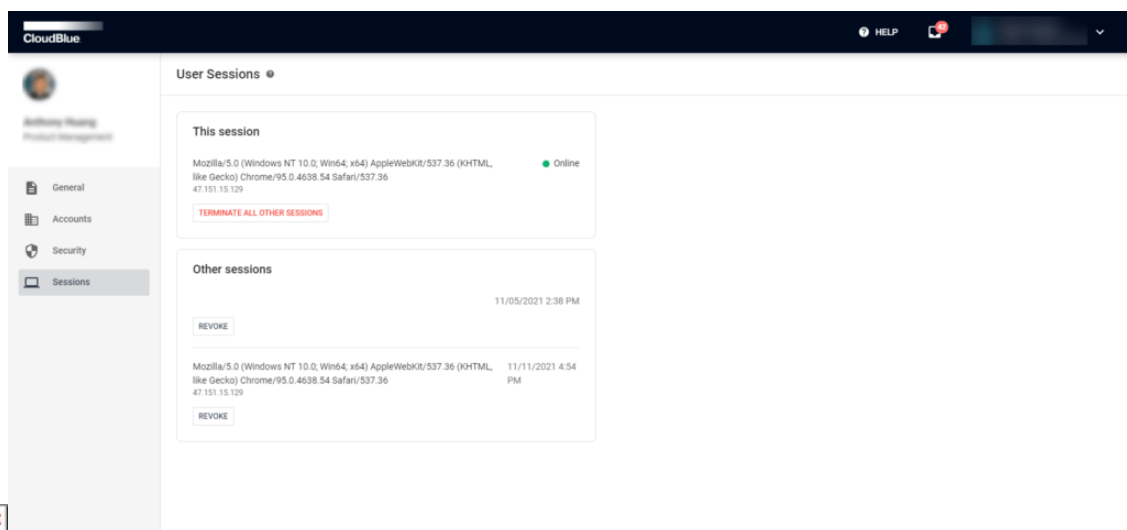 CloudBlue
HELP
42
User Sessions
General
Accounts
Security
Sessions
This session
Mozilla/5.0 (Windows NT 10.0; Win64; x64) AppleWebKit/537.36 (KHTML,
like Gecko) Chrome/95.0.4638.54 Safari/537.36
47.151.15.129
Online
TERMINATE ALL OTHER SESSIONS
Other sessions
11/05/2021 2:38 PM
REVOKE
Mozilla/5.0 (Windows NT 10.0; Win64; x64) AppleWebKit/537.36 (KHTML,
like Gecko) Chrome/95.0.4638.54 Safari/537.36
47.151.15.129
11/11/2021 4:54
PM
REVOKE